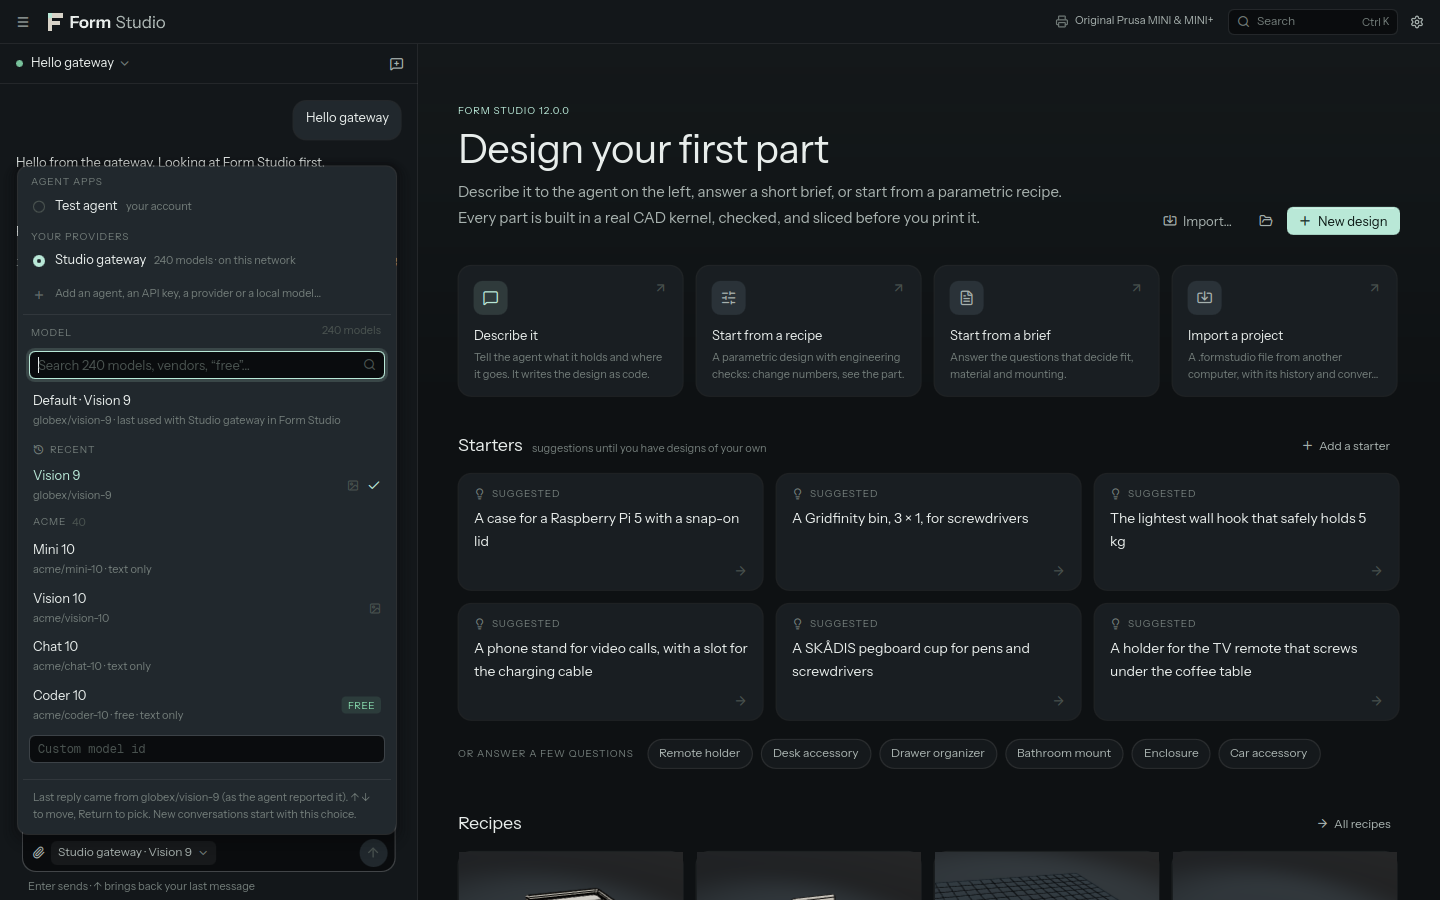 Form Studio
Original Prusa MINI & MINI+
Search
Ctrl K
Hello gateway
Hello gateway
Hello from the gateway. Looking at Form Studio first.
AGENT APPS
Test agent your account
YOUR PROVIDERS
Studio gateway 240 models · on this network
+ Add an agent, an API key, a provider or a local model...
MODEL
240 models
Search 240 models, vendors, “free”...
Default · Vision 9
globex/vision-9 · last used with Studio gateway in Form Studio
RECENT
Vision 9
globex/vision-9
ACME 40
Mini 10
acme/mini-10 · text only
Vision 10
acme/vision-10
Chat 10
acme/chat-10 · text only
Coder 10
acme/coder-10 · free · text only
FREE
Custom model id
Last reply came from globex/vision-9 (as the agent reported it). ↑ ↓
to move, Return to pick. New conversations start with this choice.
Studio gateway · Vision 9
Enter sends · ↑ brings back your last message
FORM STUDIO 12.0.0
Design your first part
Describe it to the agent on the left, answer a short brief, or start from a parametric recipe.
Every part is built in a real CAD kernel, checked, and sliced before you print it.
Import...
+ New design
Describe it
Tell the agent what it holds and where
it goes. It writes the design as code.
Start from a recipe
A parametric design with engineering
checks: change numbers, see the part.
Start from a brief
Answer the questions that decide fit,
material and mounting.
Import a project
A .formstudio file from another
computer, with its history and conver...
Starters suggestions until you have designs of your own
+ Add a starter
SUGGESTED
A case for a Raspberry Pi 5 with a snap-on
lid
SUGGESTED
A Gridfinity bin, 3 × 1, for screwdrivers
SUGGESTED
The lightest wall hook that safely holds 5
kg
SUGGESTED
A phone stand for video calls, with a slot for
the charging cable
SUGGESTED
A SKÅDIS pegboard cup for pens and
screwdrivers
SUGGESTED
A holder for the TV remote that screws
under the coffee table
OR ANSWER A FEW QUESTIONS
Remote holder
Desk accessory
Drawer organizer
Bathroom mount
Enclosure
Car accessory
Recipes
→ All recipes